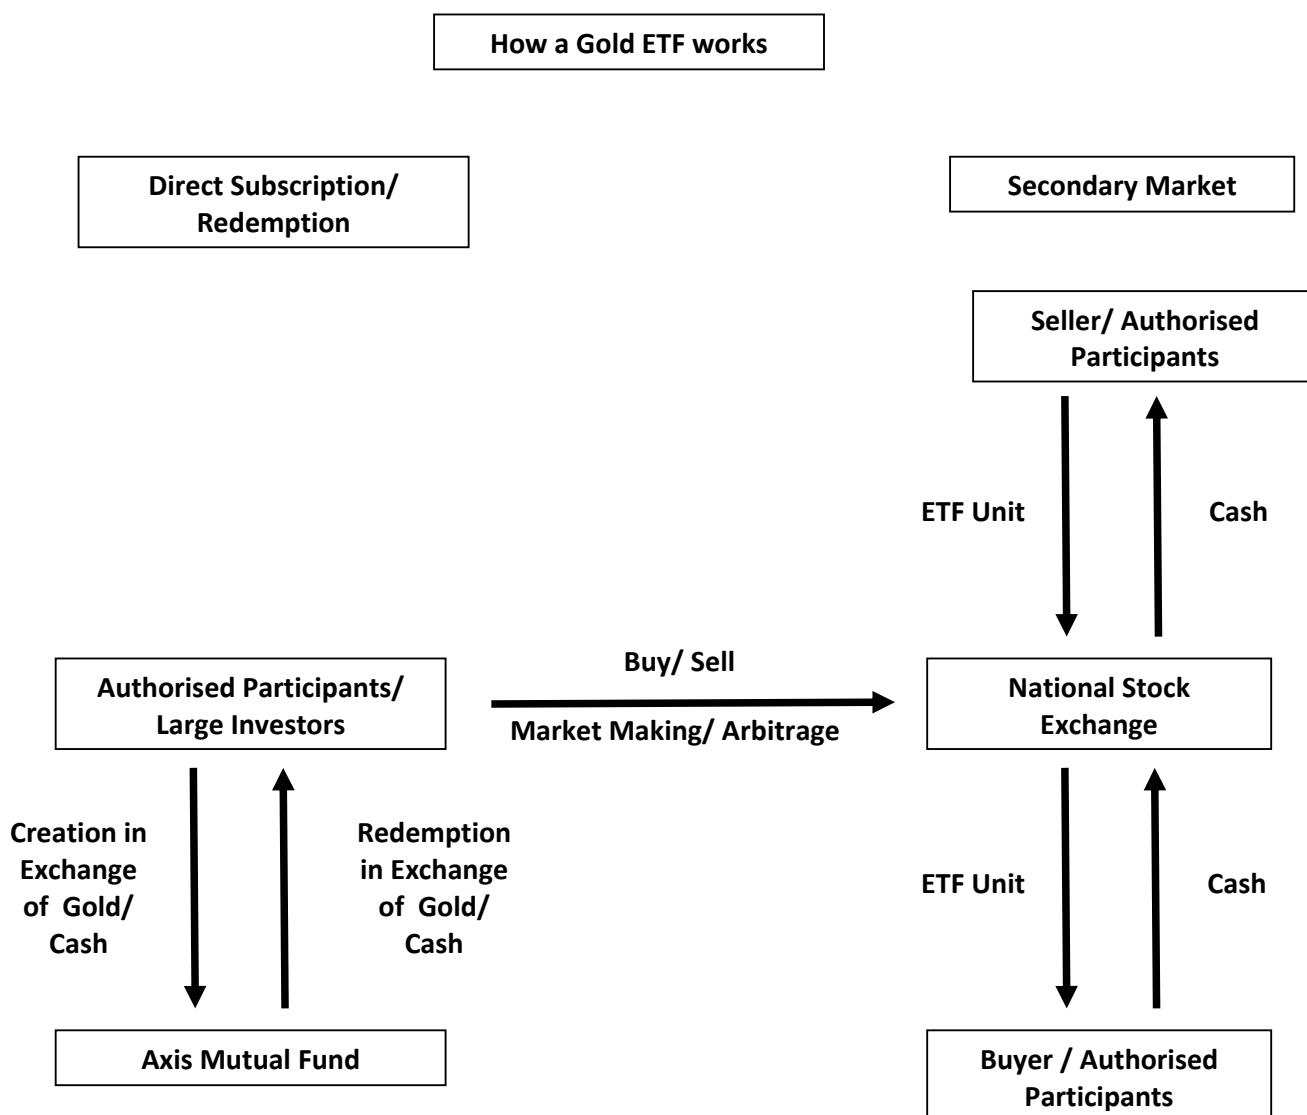 How a Gold ETF works
Direct Subscription/
Redemption
Secondary Market
Seller/ Authorised
Participants
ETF Unit
Cash
Authorised Participants/
Large Investors
Buy/ Sell
Market Making/ Arbitrage
National Stock
Exchange
Creation in
Exchange
of Gold/
Cash
Redemption
in Exchange
of Gold/
Cash
ETF Unit
Cash
Axis Mutual Fund
Buyer / Authorised
Participants